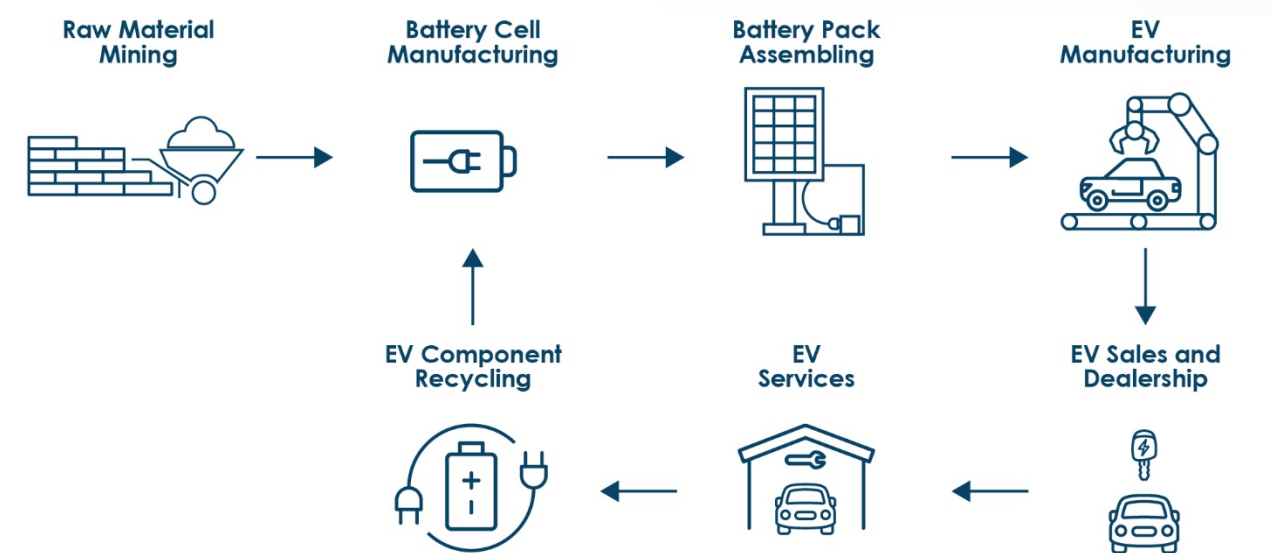 Raw Material
Mining
Battery Cell
Manufacturing
Battery Pack
Assembling
EV
Manufacturing
EV Component
Recycling
EV
Services
EV Sales and
Dealership